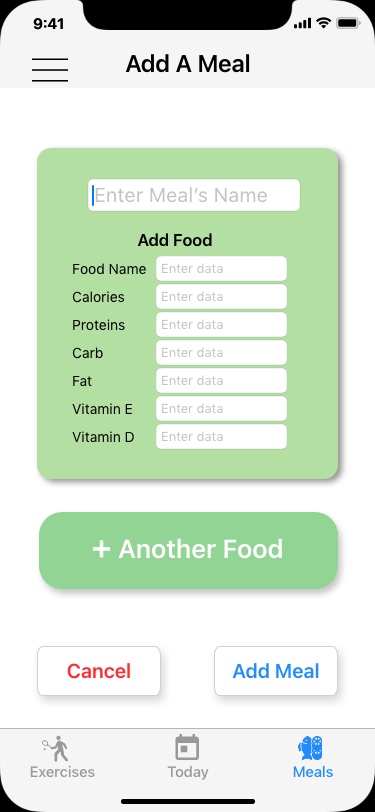 9:41
Add A Meal
Enter Meal's Name
Add Food
Food Name Enter data
Calories Enter data
Proteins Enter data
Carb Enter data
Fat Enter data
Vitamin E Enter data
Vitamin D Enter data
+ Another Food
Cancel Add Meal
Exercises Today Meals